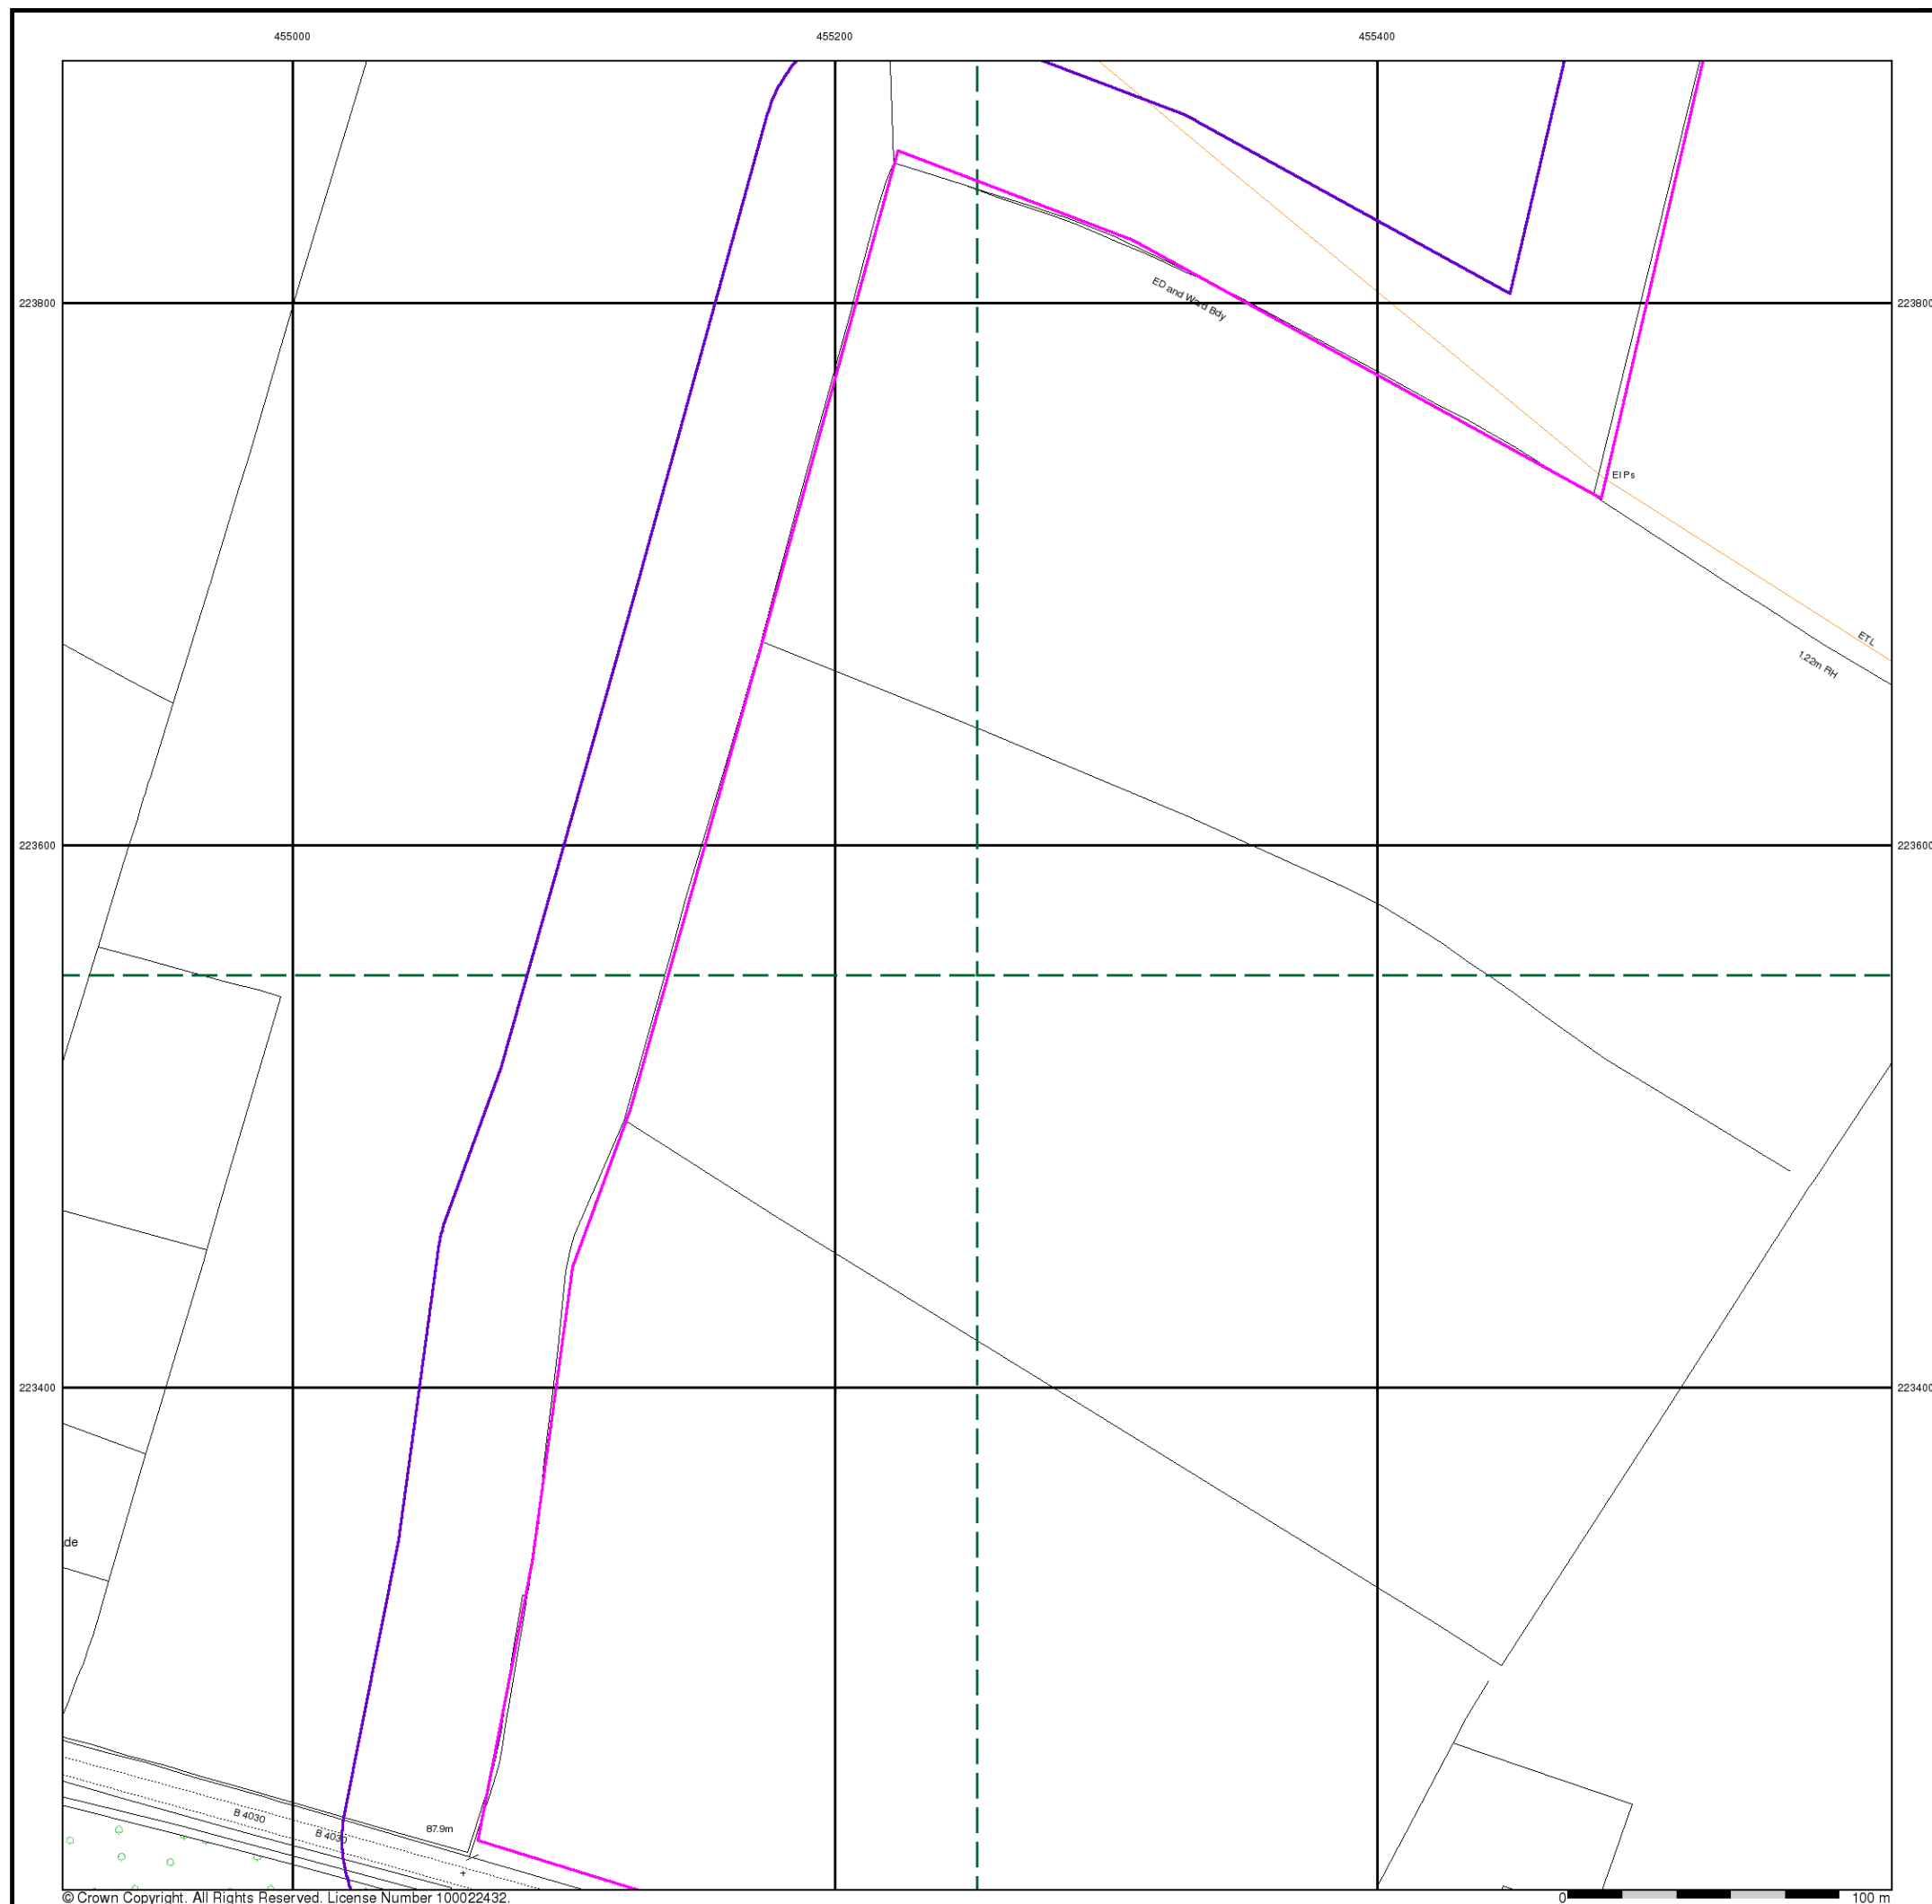 455000 455200 455400
223800 223800
ED and Ward Bdy
El Ps
ETL
1.22m RH
223600 223600
223400 223400
de
B 4030
B 4030
87.9m
© Crown Copyright. All Rights Reserved. License Number 100022432.
0 100 m